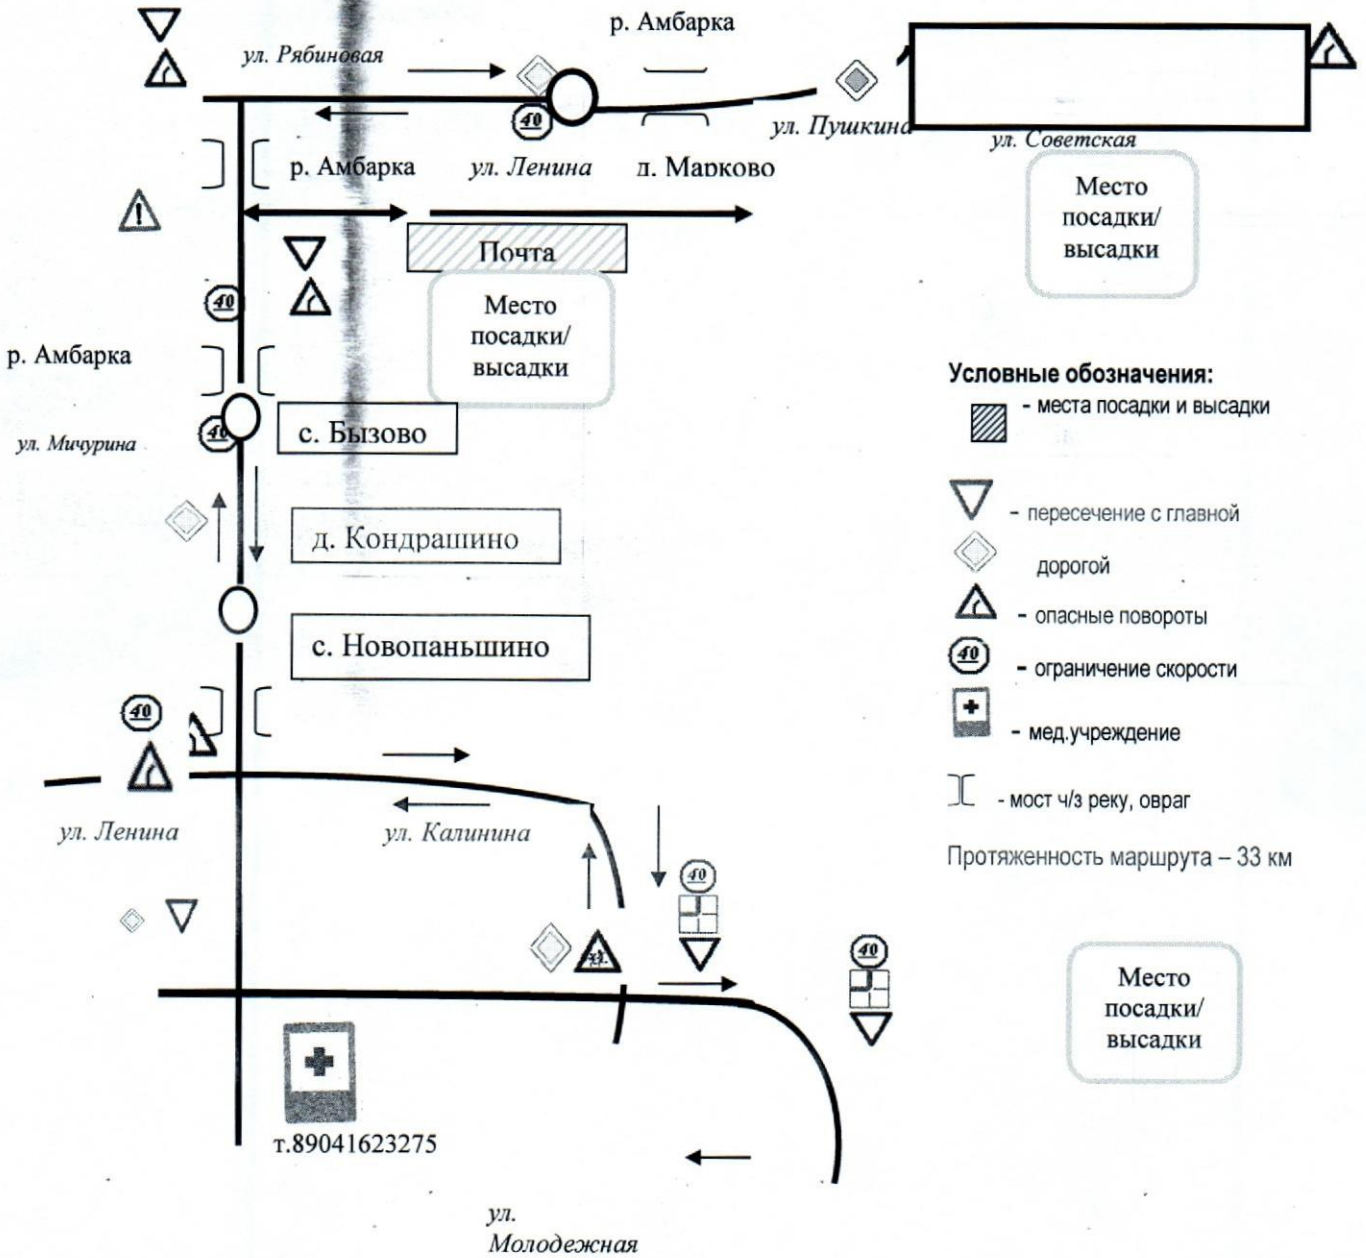 р. Амбарка
ул. Рябиновая
40
ул. Пушкина
ул. Советская
р. Амбарка
ул. Ленина
д. Марково
Место
посадки/
высадки
!
Почта
Место
посадки/
высадки
40
р. Амбарка
40
с. Бызово
ул. Мичурина
д. Кондрашино
с. Новопаньшино
Условные обозначения:
- места посадки и высадки
- пересечение с главной
дорогой
- опасные повороты
40
- ограничение скорости
- мед.учреждение
- мост ч/з реку, овраг
Протяженность маршрута – 33 км
40
ул. Ленина
ул. Калинина
40
40
Место
посадки/
высадки
т.89041623275
ул.
Молодежная